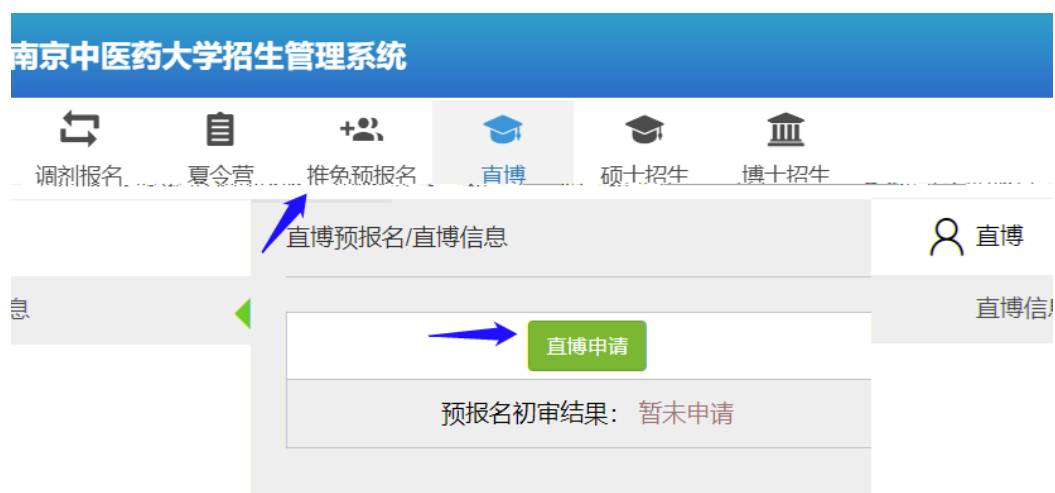 南京中医药大学招生管理系统
调剂报名 夏令营 推免预报名 直博 硕士招生 博士招生
直博预报名/直博信息 直博
息 直博信息
直博申请
预报名初审结果： 暂未申请